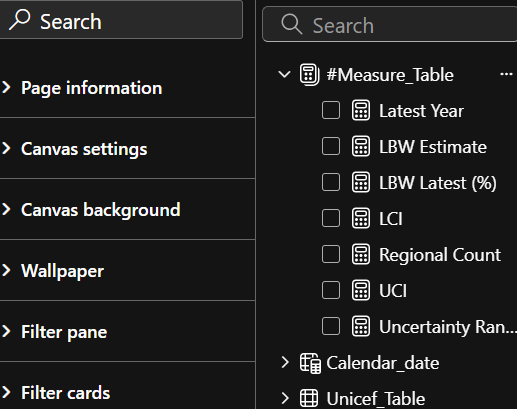 Search
Page information
Canvas settings
Canvas background
Wallpaper
Filter pane
Filter cards
Search
#Measure_Table
Latest Year
LBW Estimate
LBW Latest (%)
LCI
Regional Count
UCI
Uncertainty Ran...
Calendar_date
Unicef_Table